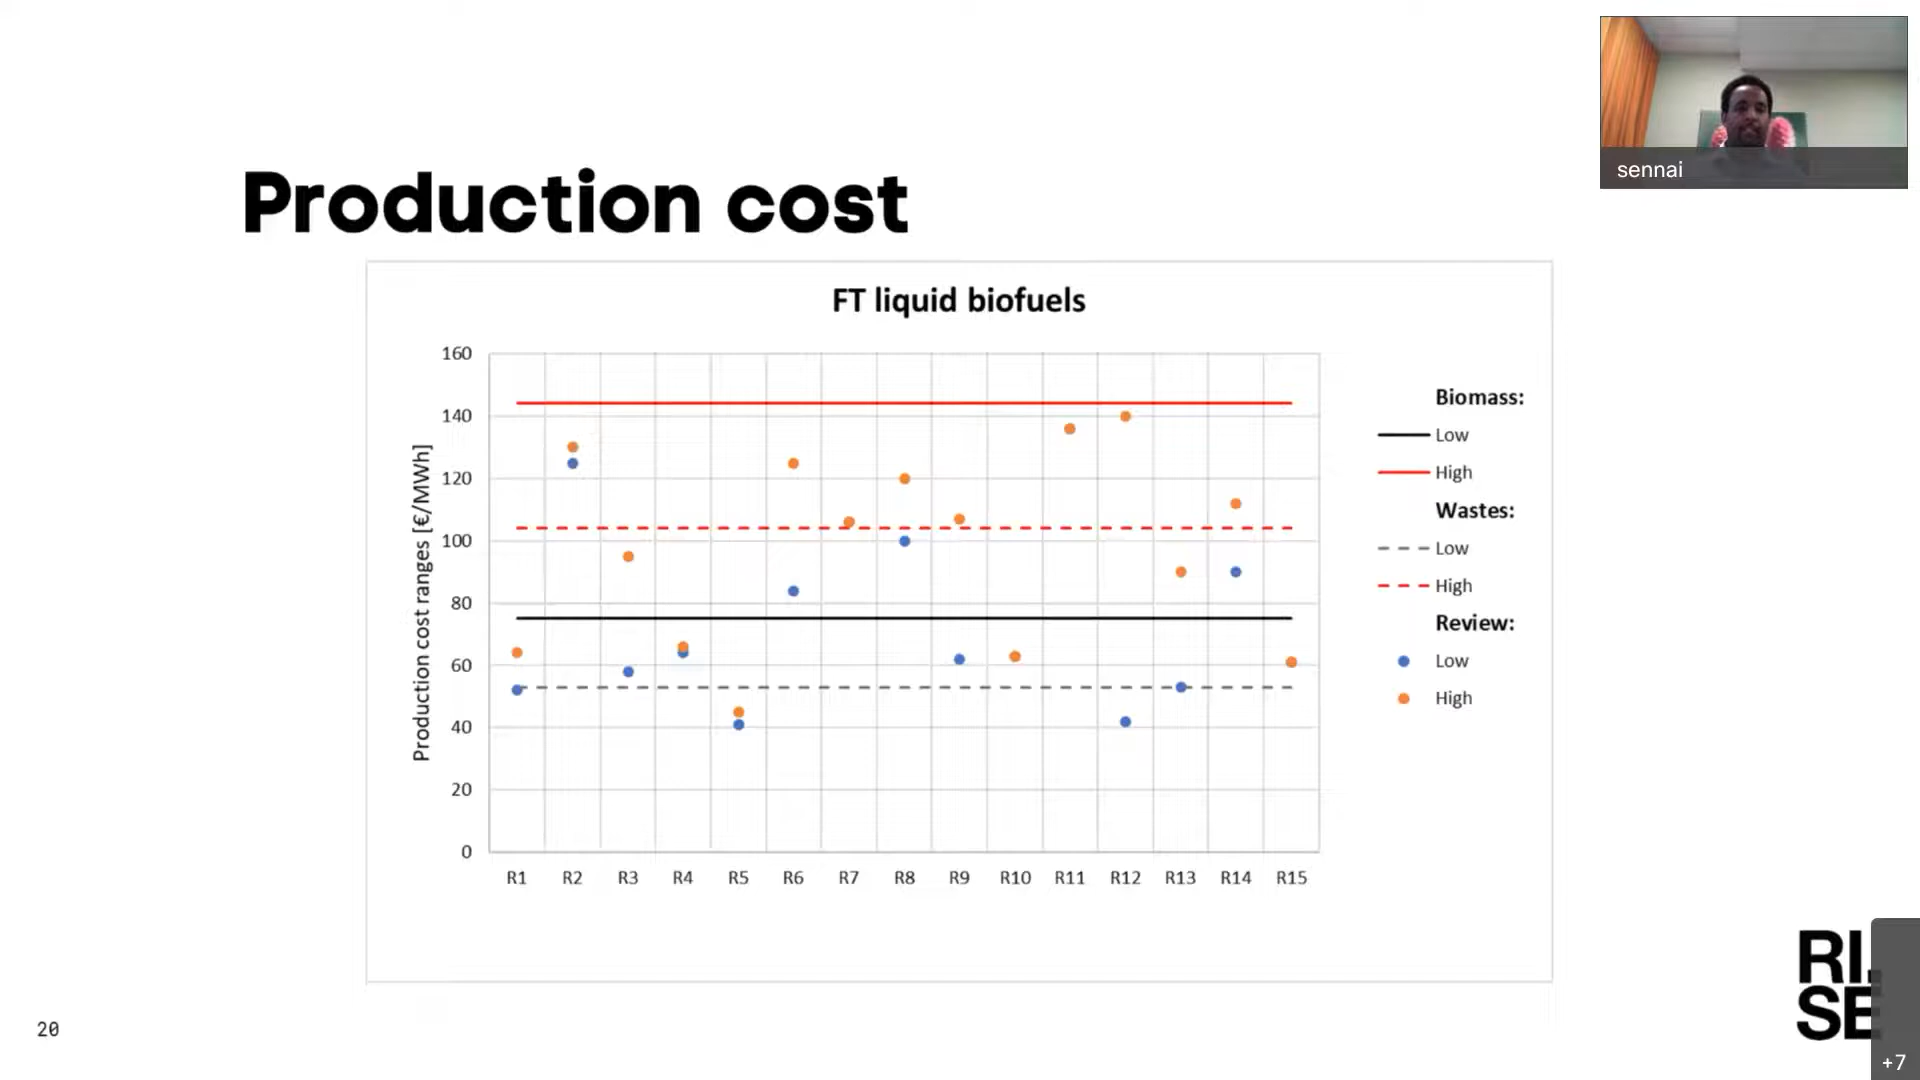 sennai
Production cost
FT liquid biofuels
Production cost ranges [€/MWh]
160
140
120
100
80
60
40
20
0
R1 R2 R3 R4 R5 R6 R7 R8 R9 R10 R11 R12 R13 R14 R15
Biomass:
Low
High
Wastes:
Low
High
Review:
Low
High
20
RI.
SE
+7